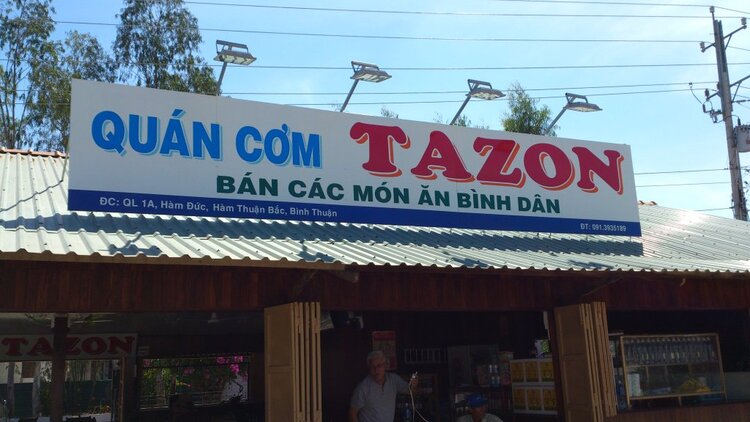 QUÁN CƠM TAZON
BÁN CÁC MÓN ĂN BÌNH DÂN
ĐC: QL 1A, Hàm Đức, Hàm Thuận Bắc, Bình Thuận
ĐT: 091.3935189
TAZON